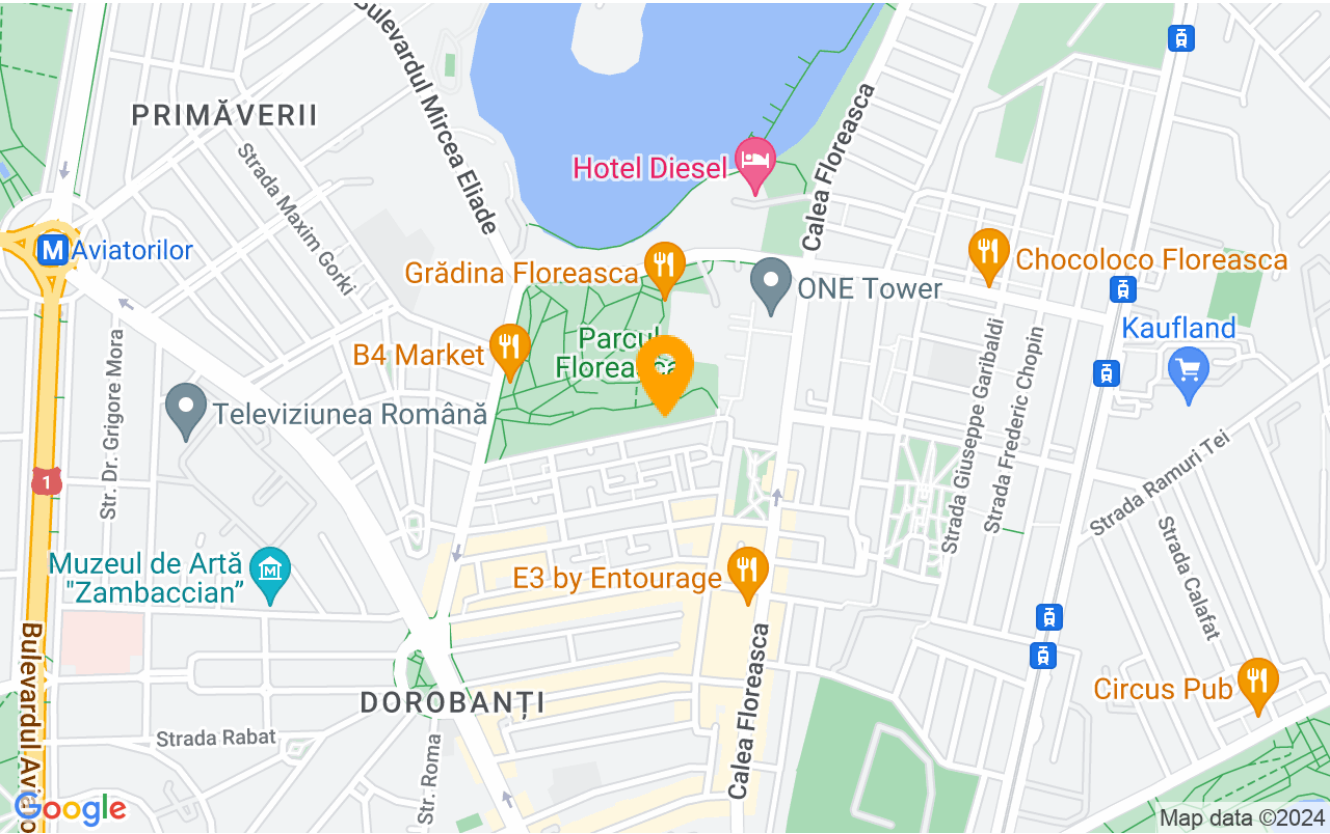 Bulevardul Mircea Eliade
PRIMĂVERII
Strada Maxim Gorki
Hotel Diesel
Calea Floreasca
M
Aviatorilor
Grădina Floreasca
Chocoloco Floreasca
ONE Tower
Kaufland
Parcul
Floreasca
B4 Market
Televiziunea Română
Str. Dr. Grigore Mora
1
Strada Giuseppe Garibaldi
Strada Frederic Chopin
Strada Ramuri Tei
Strada Calafat
Muzeul de Artă
"Zambaccian”
E3 by Entourage
Bulevardul Avia
DOROBANȚI
Calea Floreasca
Circus Pub
Strada Rabat
Str. Roma
Google
Map data ©2024